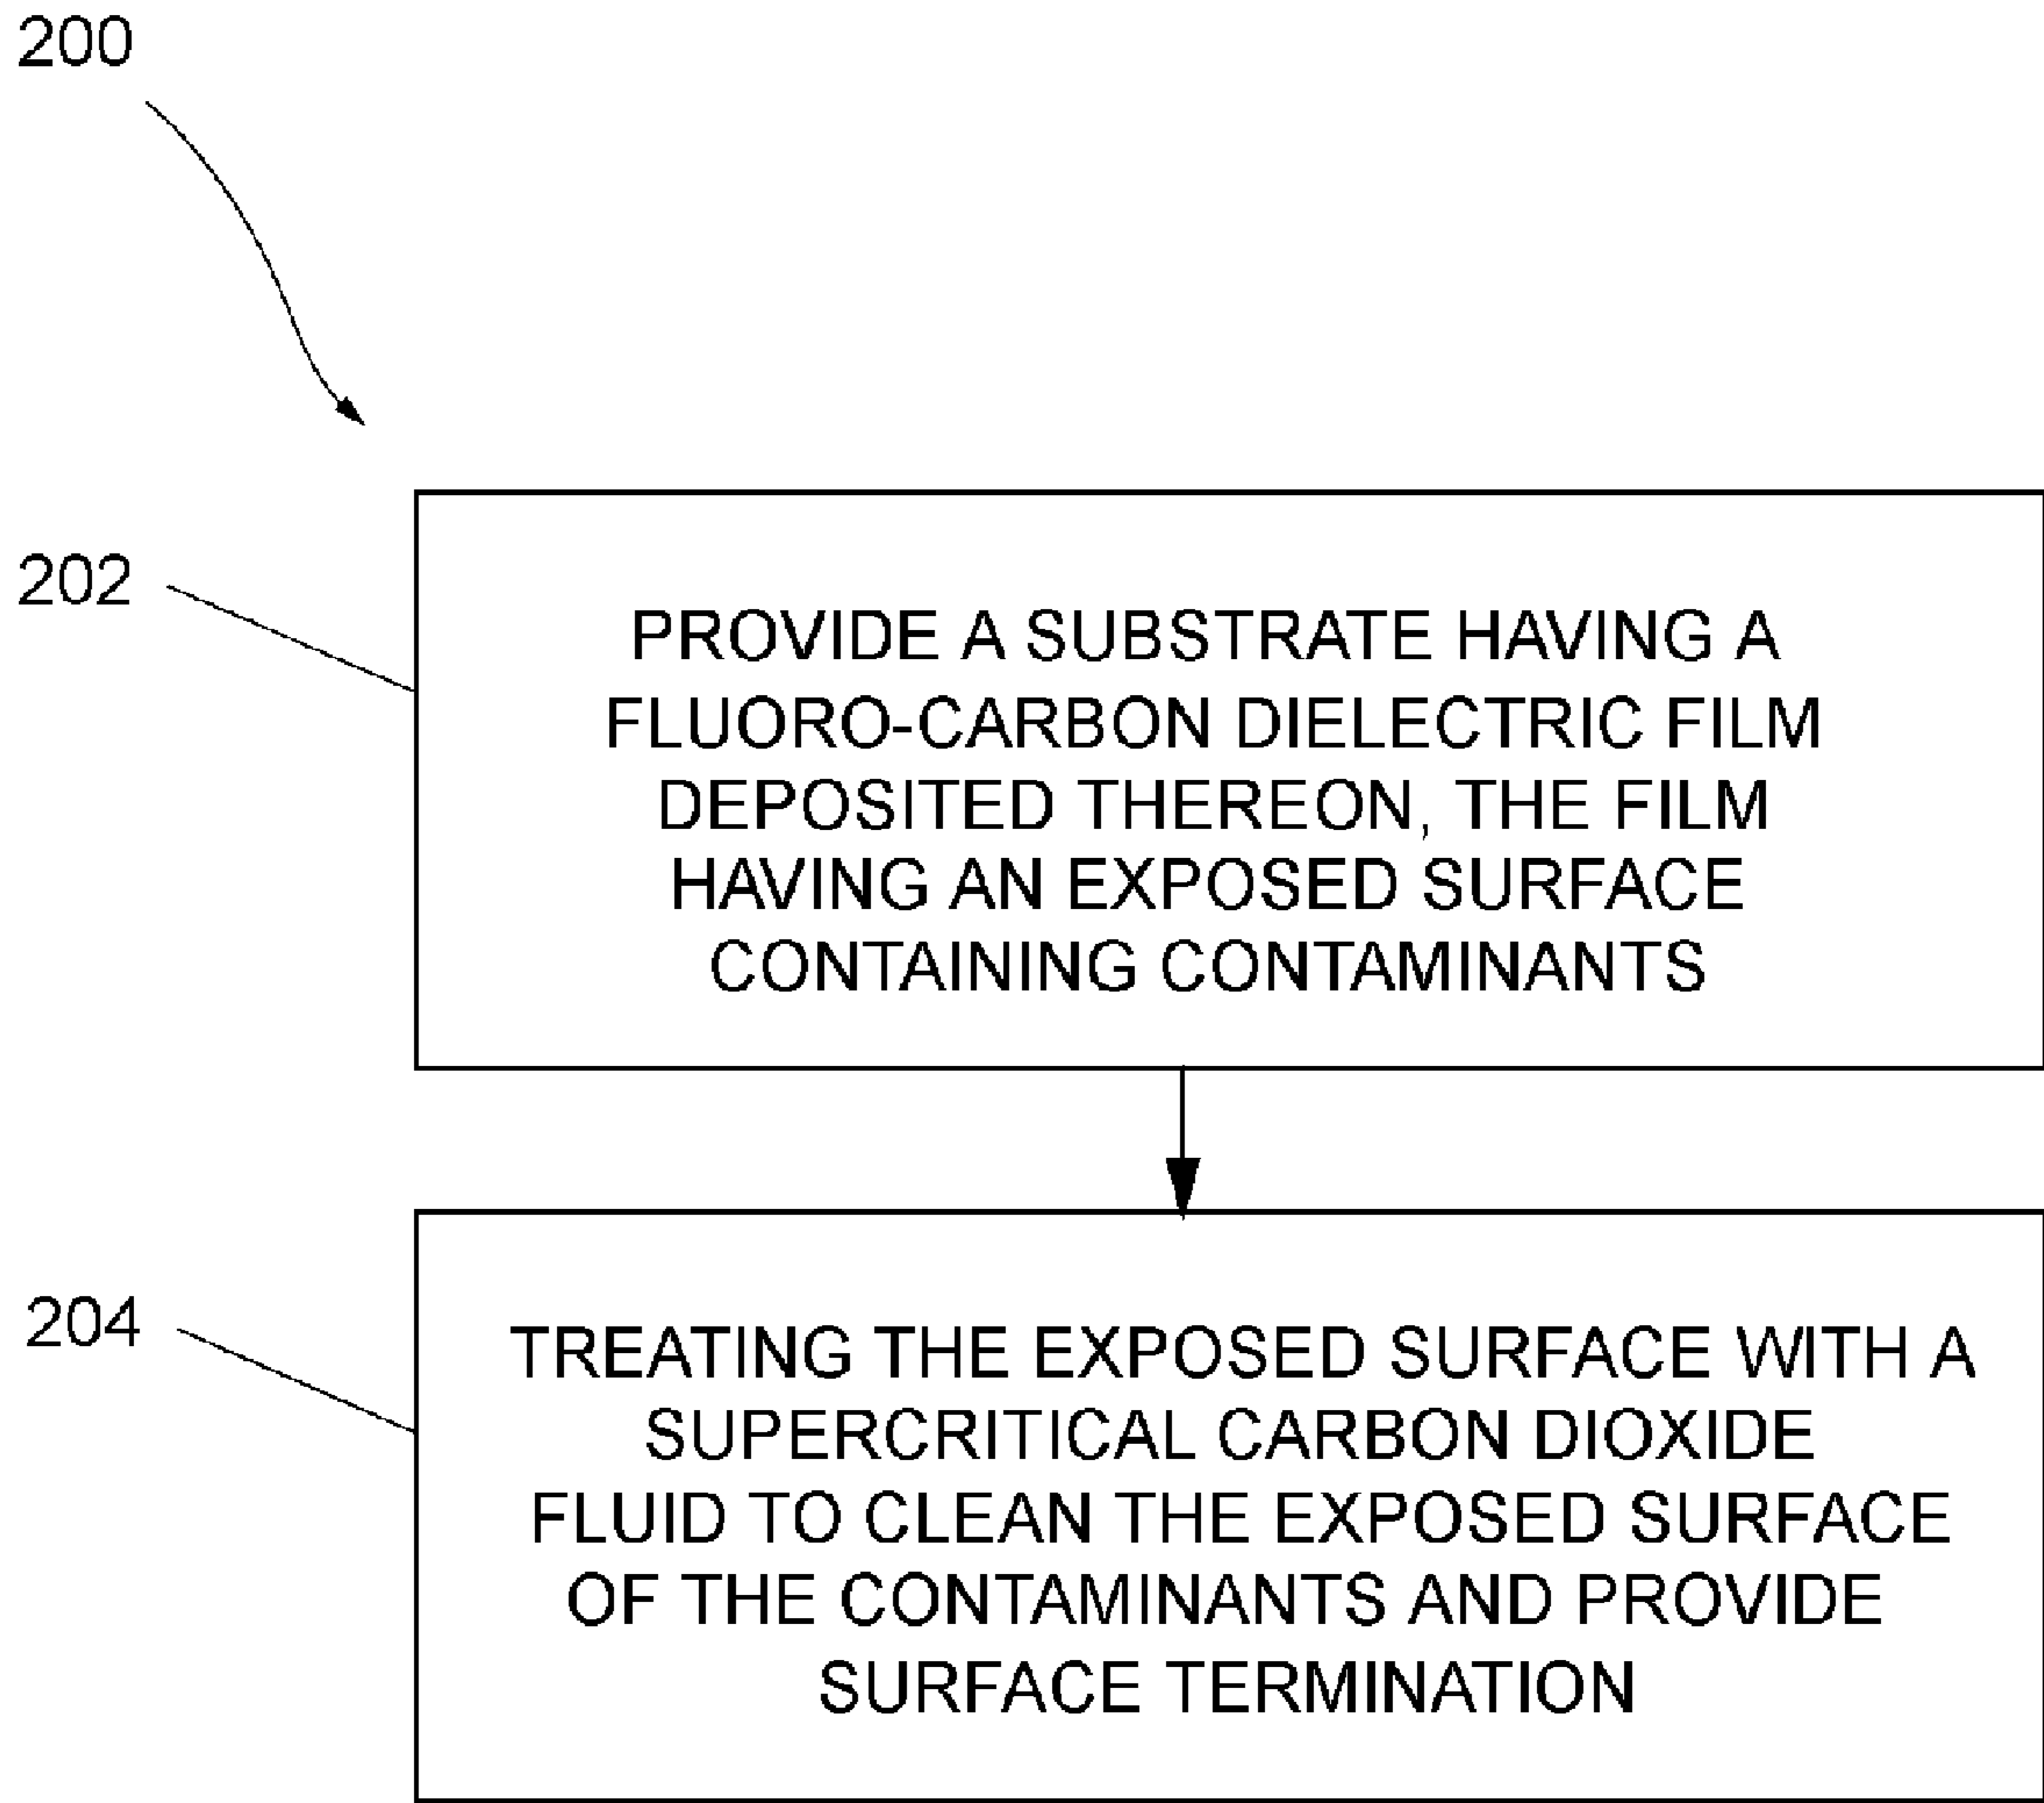 200
202
PROVIDE A SUBSTRATE HAVING A
FLUORO-CARBON DIELECTRIC FILM
DEPOSITED THEREON, THE FILM
HAVING AN EXPOSED SURFACE
CONTAINING CONTAMINANTS
204
TREATING THE EXPOSED SURFACE WITH A
SUPERCRITICAL CARBON DIOXIDE
FLUID TO CLEAN THE EXPOSED SURFACE
OF THE CONTAMINANTS AND PROVIDE
SURFACE TERMINATION